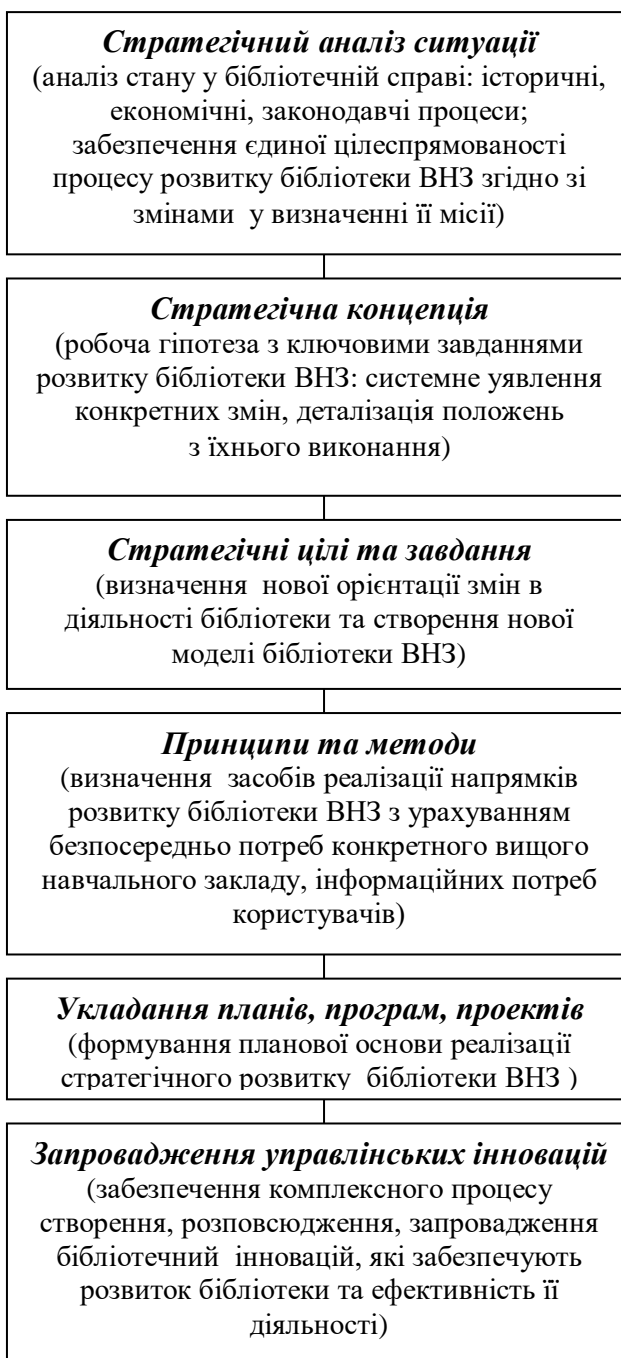 Стратегічний аналіз ситуації
(аналіз стану у бібліотечній справі: історичні,
економічні, законодавчі процеси;
забезпечення єдиної цілеспрямованості
процесу розвитку бібліотеки ВНЗ згідно зі
змінами у визначенні її місії)
Стратегічна концепція
(робоча гіпотеза з ключовими завданнями
розвитку бібліотеки ВНЗ: системне уявлення
конкретних змін, деталізація положень
з їхнього виконання)
Стратегічні цілі та завдання
(визначення нової орієнтації змін в
діяльності бібліотеки та створення нової
моделі бібліотеки ВНЗ)
Принципи та методи
(визначення засобів реалізації напрямків
розвитку бібліотеки ВНЗ з урахуванням
безпосередньо потреб конкретного вищого
навчального закладу, інформаційних потреб
користувачів)
Укладання планів, програм, проектів
(формування планової основи реалізації
стратегічного розвитку бібліотеки ВНЗ )
Запровадження управлінських інновацій
(забезпечення комплексного процесу
створення, розповсюдження, запровадження
бібліотечний інновацій, які забезпечують
розвиток бібліотеки та ефективність її
діяльності)